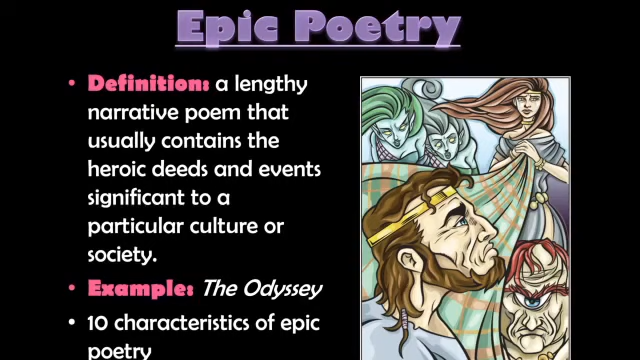 Epic Poetry
• Definition: a lengthy
narrative poem that
usually contains the
heroic deeds and events
significant to a
particular culture or
society.
• Example: The Odyssey
• 10 characteristics of epic
poetry